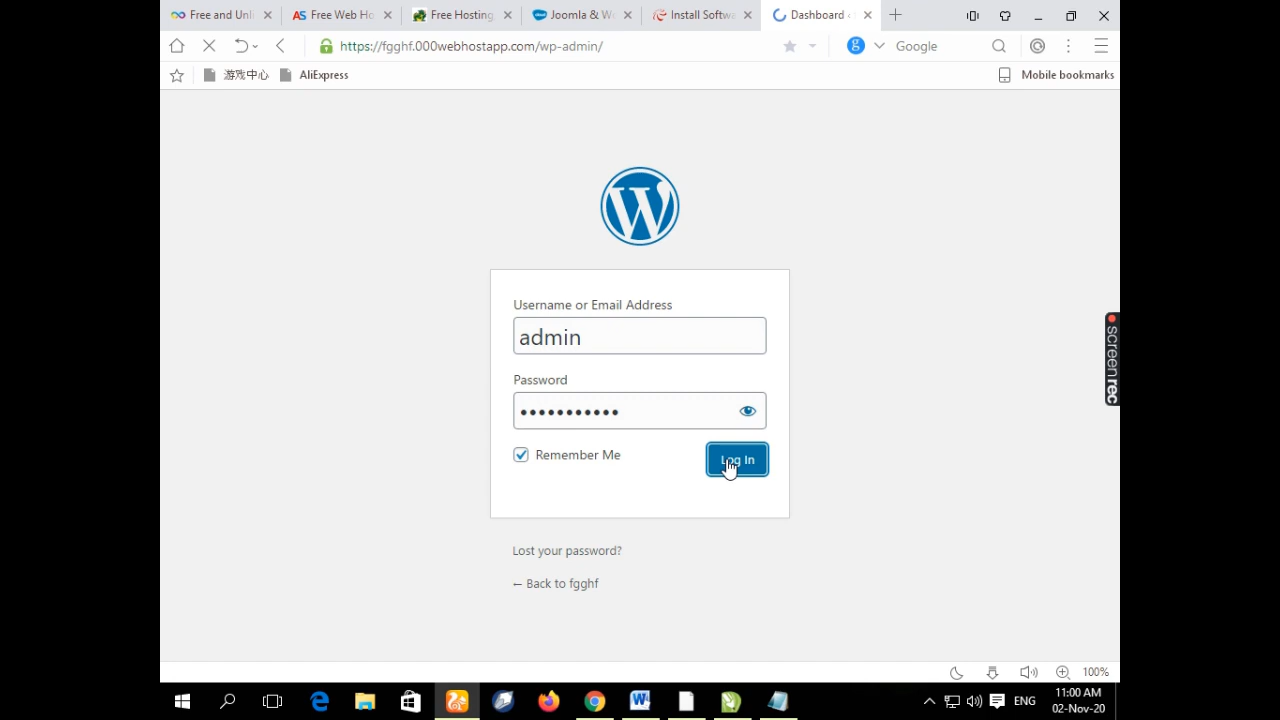 Free and Unl
Free Web Ho
Free Hosting
Joomla & W
Install Softwa
Dashboard
https://fgghf.000webhostapp.com/wp-admin/
Google
游戏中心
AliExpress
Mobile bookmarks
Username or Email Address
admin
Password
Remember Me
Log In
Lost your password?
← Back to fgghf
screenrec
100%
ENG
11:00 AM
02-Nov-20